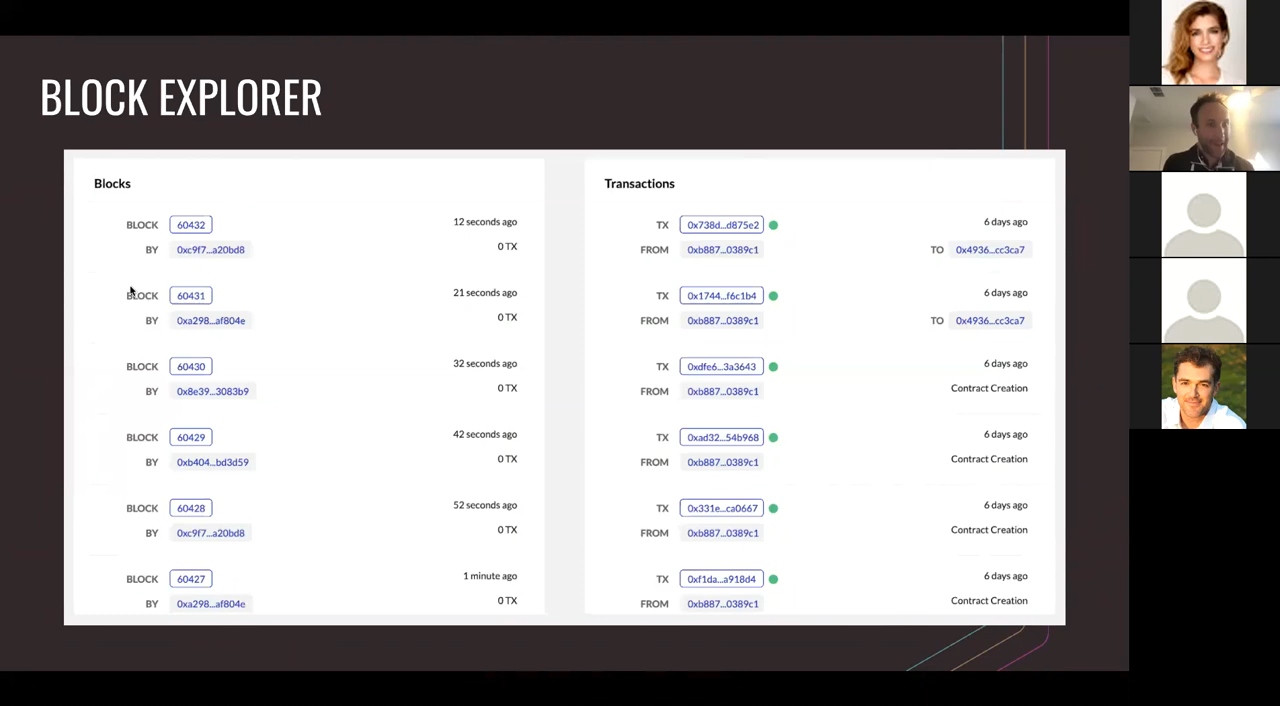 BLOCK EXPLORER
Blocks
BLOCK 60432 12 seconds ago
BY 0xc9f7...a20bd8 0 TX
BLOCK 60431 21 seconds ago
BY 0xa298...af804e 0 TX
BLOCK 60430 32 seconds ago
BY 0x8e39...3083b9 0 TX
BLOCK 60429 42 seconds ago
BY 0xb404...bd3d59 0 TX
BLOCK 60428 52 seconds ago
BY 0xc9f7...a20bd8 0 TX
BLOCK 60427 1 minute ago
BY 0xa298...af804e 0 TX
Transactions
TX 0x738d...d875e2 6 days ago
FROM 0xb887...0389c1 TO 0x4936...cc3ca7
TX 0x1744...f6c1b4 6 days ago
FROM 0xb887...0389c1 TO 0x4936...cc3ca7
TX 0xdfe6...3a3643 6 days ago
FROM 0xb887...0389c1 Contract Creation
TX 0xad32...54b968 6 days ago
FROM 0xb887...0389c1 Contract Creation
TX 0x331e...ca0667 6 days ago
FROM 0xb887...0389c1 Contract Creation
TX 0xf1da...a918d4 6 days ago
FROM 0xb887...0389c1 Contract Creation